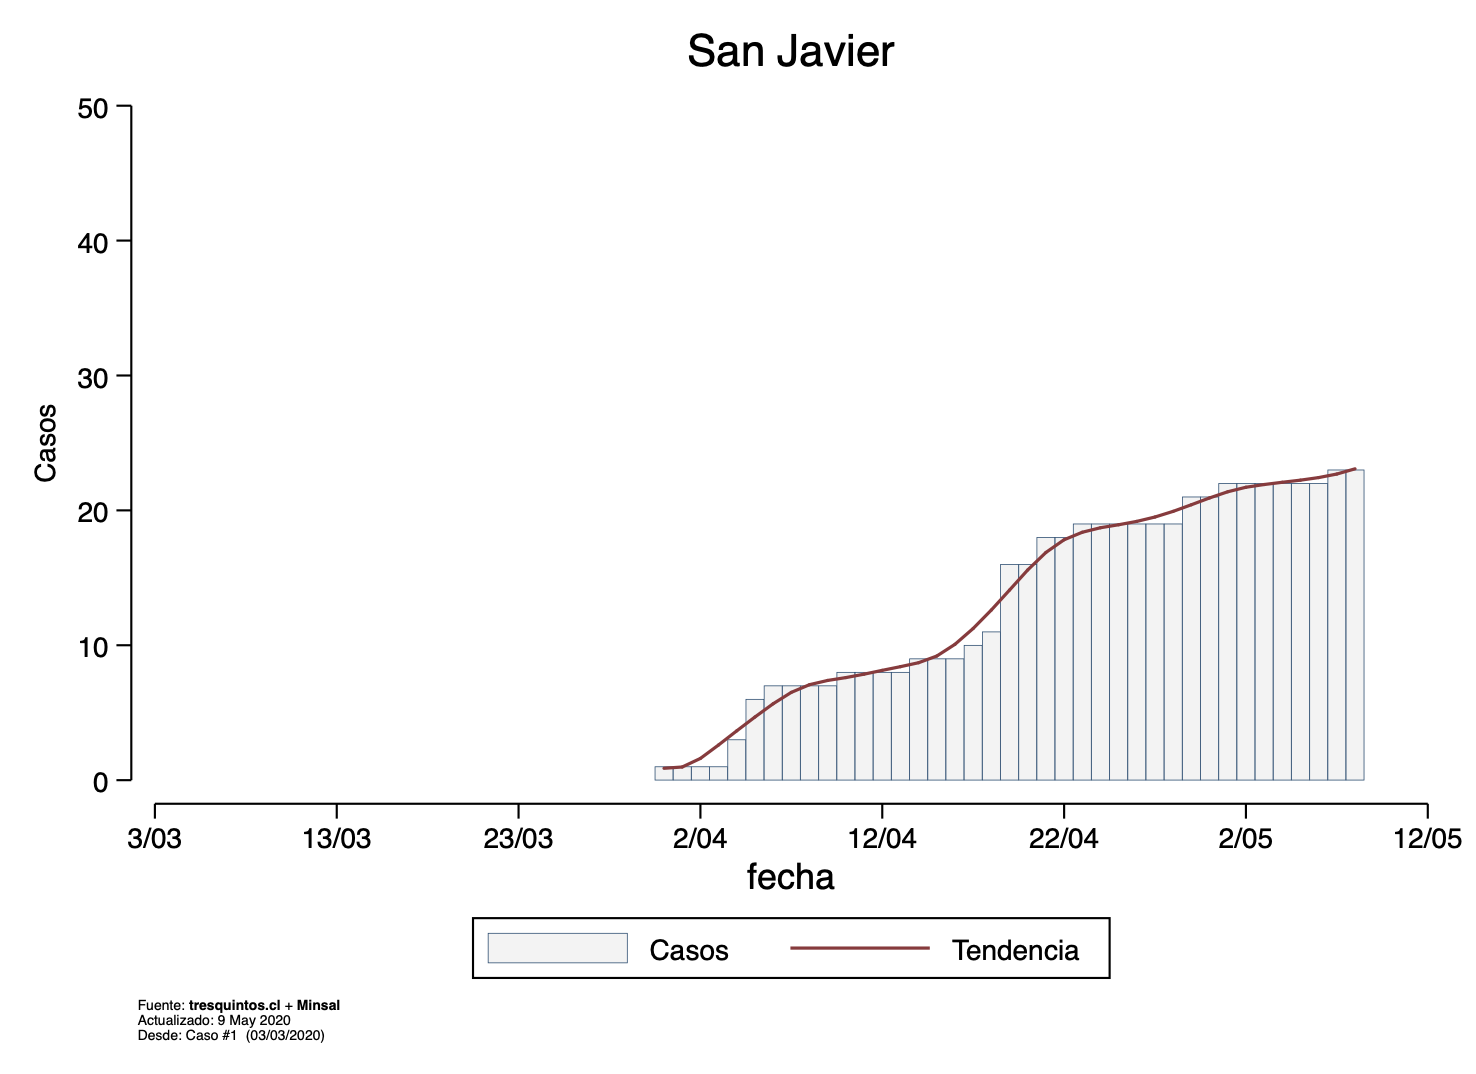 San Javier
50
40
30
20
10
0
Casos
3/03 13/03 23/03 2/04 12/04 22/04 2/05 12/05
fecha
Casos Tendencia
Fuente: tresquintos.cl + Minsal
Actualizado: 9 May 2020
Desde: Caso #1 (03/03/2020)